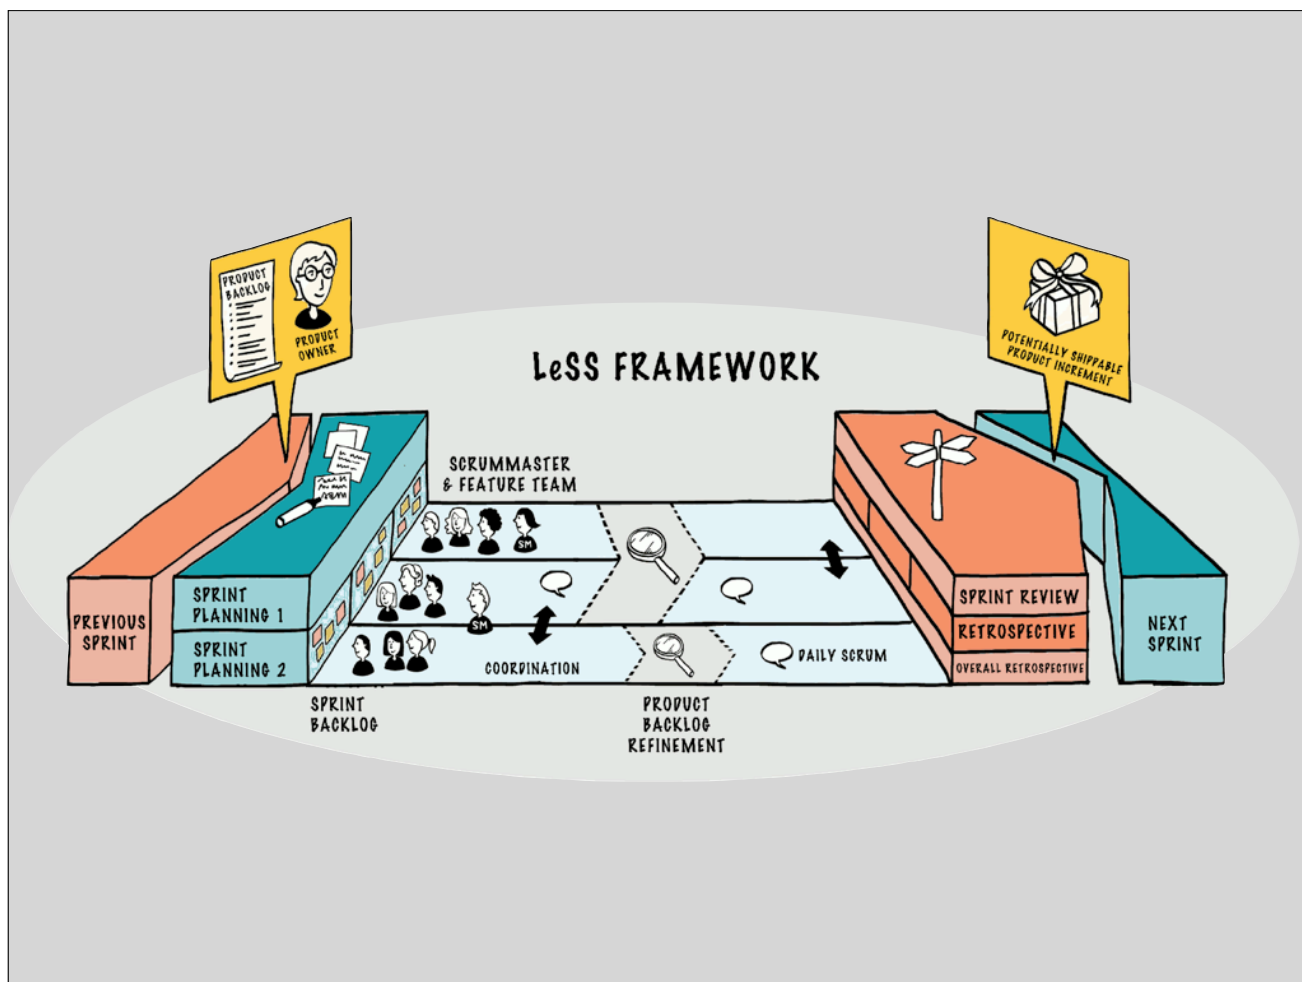 PRODUCT
BACKLOG
PRODUCT
OWNER
POTENTIALLY SHIPPABLE
PRODUCT INCREMENT
LeSS FRAMEWORK
SCRUMMASTER
& FEATURE TEAM
SM
SM
PREVIOUS
SPRINT
SPRINT
PLANNING 1
SPRINT
PLANNING 2
COORDINATION
DAILY SCRUM
SPRINT REVIEW
RETROSPECTIVE
OVERALL RETROSPECTIVE
NEXT
SPRINT
SPRINT
BACKLOG
PRODUCT
BACKLOG
REFINEMENT